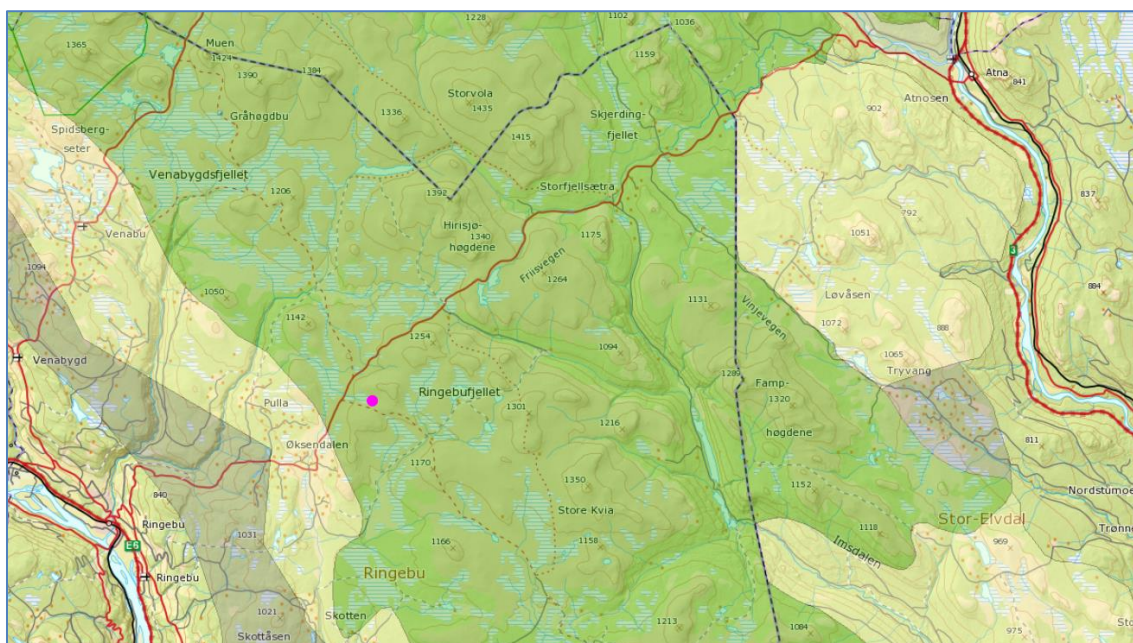 1228
1102
1036
1365
Muen
1424
1159
1390
1384
Storvola
1435
Atna
841
Atnosen
902
Gråhøgdbu
1336
Skjerding-
fjellet
Spidsberg-
seter
1415
Venabygdsfjellet
1206
1392
Storfjellsætra
837
792
Venabu
Hirisjø-
1340
høgdene
1175
1051
3
1094
Friisvegen
1264
884
1050
1131
Vinjevegen
Løvåsen
1142
1072
888
1254
1094
Venabygd
1065
Tryvang
1289
Ringebufjellet
Famp-
1320
høgdene
Pulla
1301
1216
Øksendalen
811
1170
840
1350
1152
Nordstumoe
Ringebu
Store Kvia
Stor-Elvdal
1118
Trønn
E6
1031
1166
1158
Imsdalen
969
Ringebu
Ringebu
1021
Skotten
Skottåsen
1213
1084
975
Sto